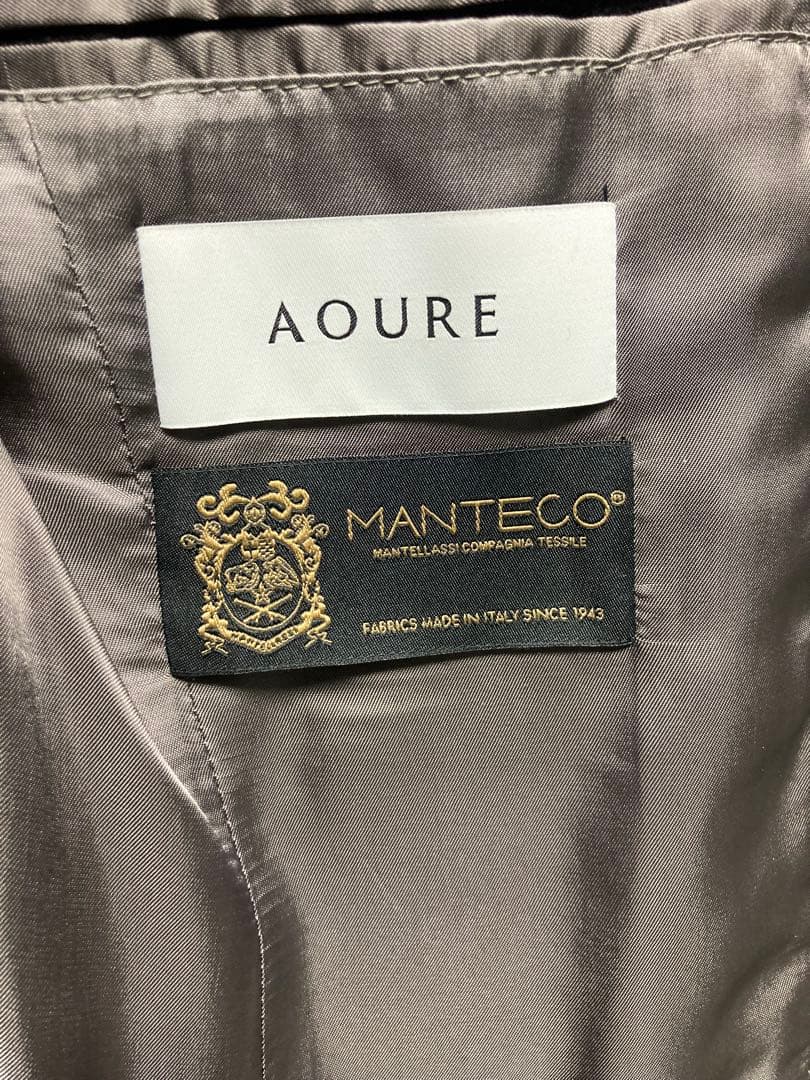 AOURE
MANTECO®
MANTELLASSI COMPAGNIA TESSILE
FABRICS MADE IN ITALY SINCE 1943